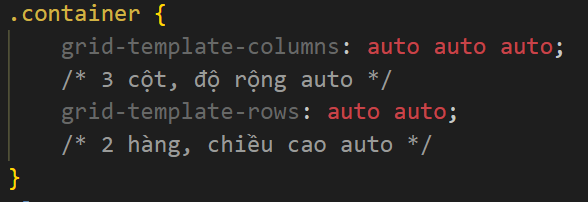 .container {
grid-template-columns: auto auto auto;
/* 3 cột, độ rộng auto */
grid-template-rows: auto auto;
/* 2 hàng, chiều cao auto */
}